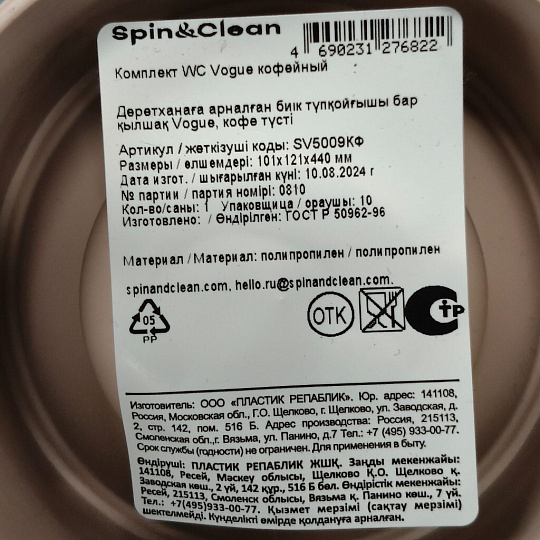 Spin&Clean
4 690231 276822
Комплект WC Vogue кофейный
Дәретханаға арналған биік түпқойғышы бар
қылшақ Vogue, кофе түсті
Артикул / жеткізуші коды: SV5009КФ
Размеры / өлшемдері: 101х121х440 мм
Дата изгот. / шығарылған күні: 10.08.2024 г
№ партии / партия номірі: 0810
Кол-во/саны: 1 Упаковщица / ораушы: 10
Изготовлено: / Өндірілген: ГОСТ Р 50962-96
Материал / Материал: полипропилен / полипропилен
spinandclean.com, hello.ru@spinandclean.com.
05
PP
ОТК
Изготовитель: ООО «ПЛАСТИК РЕПАБЛИК». Юр. адрес: 141108,
Россия, Московская обл., Г.О. Щелково, г. Щелково, ул. Заводская, д.
2, стр. 142, пом. 516 Б. Адрес производства: Россия, 215113,
Смоленская обл.,г. Вязьма, ул. Панино, д.7 Тел.: +7 (495) 933-00-77.
Срок службы (годности) не ограничен. Для применения в быту.
Өндіруші: ПЛАСТИК РЕПАБЛИК ЖШҚ. Заңды мекенжайы:
141108, Ресей, Мәскеу облысы, Щелково Қ.О. Щелково қ.
Заводская көш., 2 үй, 142 құр., 516 Б бөл. Өндірістік мекенжайы:
Ресей, 215113, Смоленск облысы, Вязьма қ. Панино көш., 7 үй.
Тел.: +7(495)933-00-77. Қызмет мерзімі (сақтау мерзімі)
шектелмейді. Күнделікті өмірде қолдануға арналған.